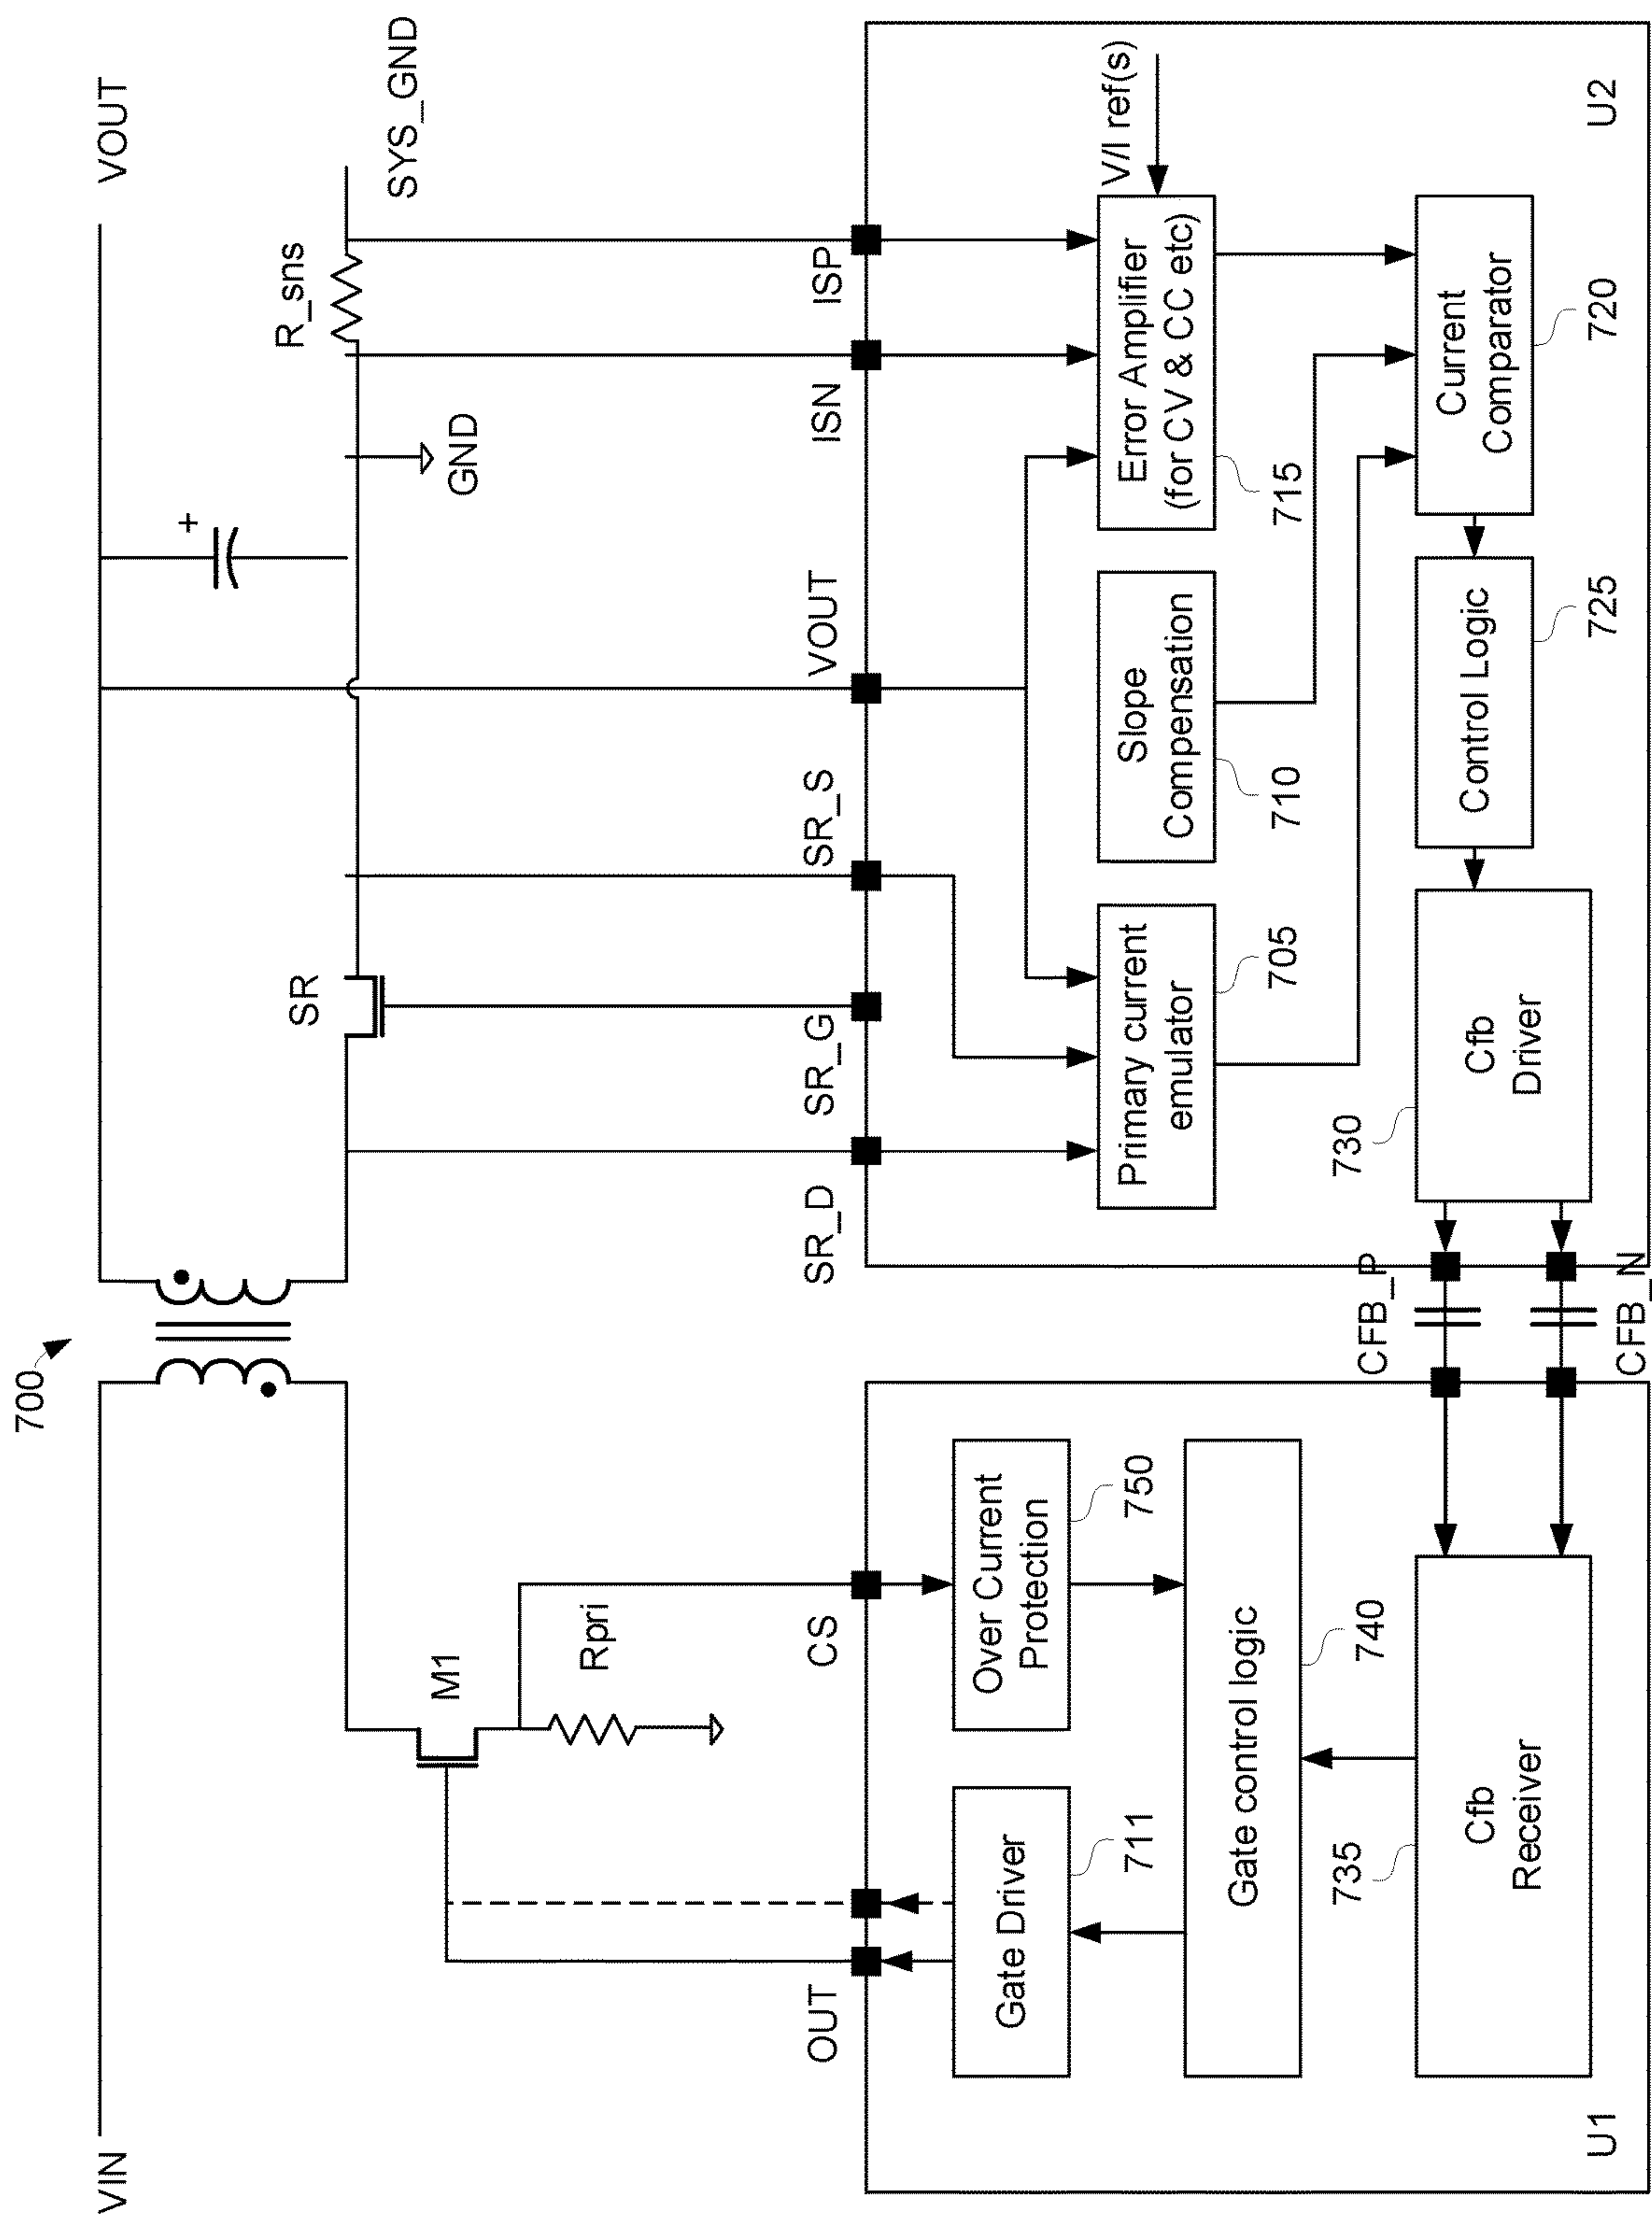 700
VIN
VOUT
SYS_GND
R_sns
GND
+
SR
M1
Rpri
OUT
CS
SR_D
SR_G
SR_S
VOUT
ISN
ISP
Gate Driver
711
Over Current
Protection
750
Gate control logic
740
Cfb
Receiver
735
U1
CFB_P
CFB_N
Primary current
emulator
705
Slope
Compensation
710
Error Amplifier
(for CV & CC etc)
715
V/I ref(s)
Cfb
Driver
730
Control Logic
725
Current
Comparator
720
U2